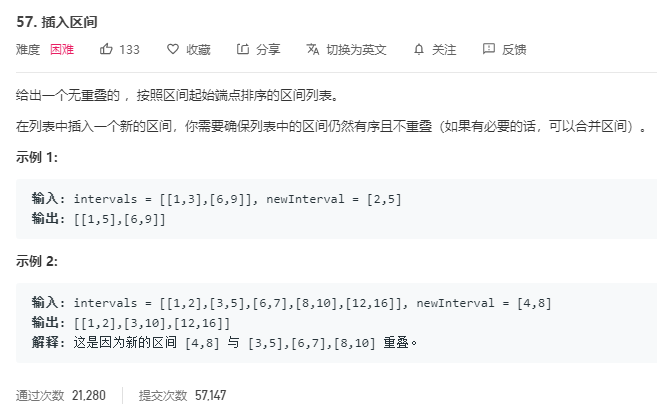 57. 插入区间
难度 困难 133 收藏 分享 切换为英文 关注 反馈
给出一个无重叠的 ，按照区间起始端点排序的区间列表。
在列表中插入一个新的区间，你需要确保列表中的区间仍然有序且不重叠（如果有必要的话，可以合并区间）。
示例 1:
输入: intervals = [[1,3],[6,9]], newInterval = [2,5]
输出: [[1,5],[6,9]]
示例 2:
输入: intervals = [[1,2],[3,5],[6,7],[8,10],[12,16]], newInterval = [4,8]
输出: [[1,2],[3,10],[12,16]]
解释: 这是因为新的区间 [4,8] 与 [3,5],[6,7],[8,10] 重叠。
通过次数 21,280 提交次数 57,147